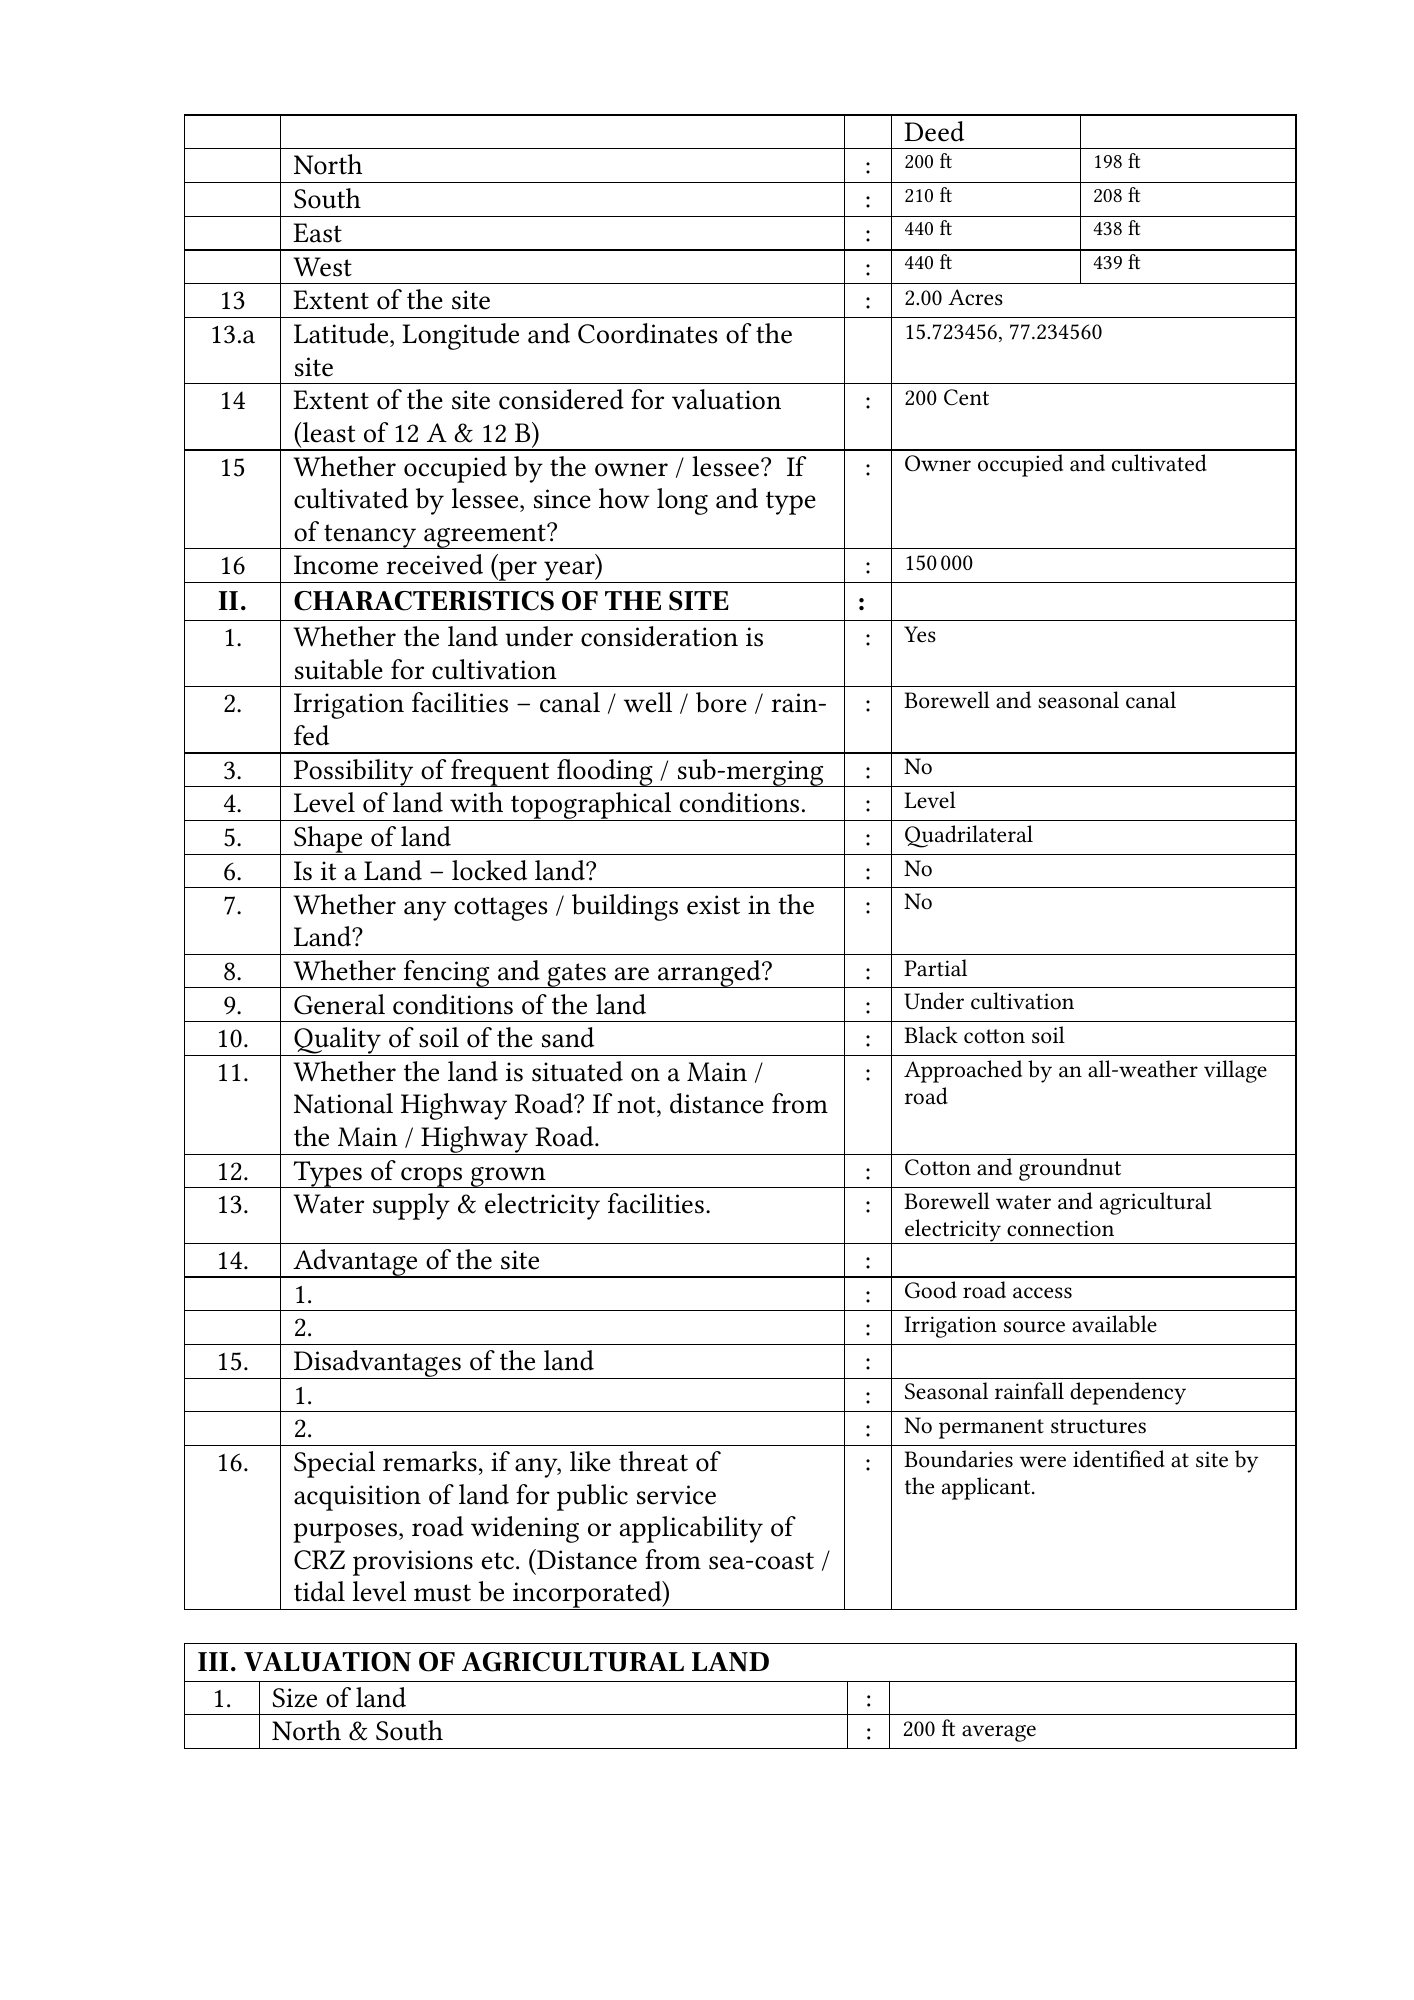 Deed
North : 200 ft 198 ft
South : 210 ft 208 ft
East : 440 ft 438 ft
West : 440 ft 439 ft
13 Extent of the site : 2.00 Acres
13.a Latitude, Longitude and Coordinates of the 15.723456, 77.234560
site
14 Extent of the site considered for valuation : 200 Cent
(least of 12 A & 12 B)
15 Whether occupied by the owner / lessee?  If : Owner occupied and cultivated
cultivated by lessee, since how long and type
of tenancy agreement?
16 Income received (per year) : 150 000
II. CHARACTERISTICS OF THE SITE :
1. Whether the land under consideration is : Yes
suitable for cultivation
2. Irrigation facilities – canal / well / bore / rain- : Borewell and seasonal canal
fed
3. Possibility of frequent flooding / sub-merging : No
4. Level of land with topographical conditions. : Level
5. Shape of land : Quadrilateral
6. Is it a Land – locked land? : No
7. Whether any cottages / buildings exist in the : No
Land?
8. Whether fencing and gates are arranged? : Partial
9. General conditions of the land : Under cultivation
10. Quality of soil of the sand : Black cotton soil
11. Whether the land is situated on a Main / : Approached by an all-weather village
National Highway Road? If not, distance from road
the Main / Highway Road.
12. Types of crops grown : Cotton and groundnut
13. Water supply & electricity facilities. : Borewell water and agricultural
electricity connection
14. Advantage of the site :
1. : Good road access
2. : Irrigation source available
15. Disadvantages of the land :
1. : Seasonal rainfall dependency
2. : No permanent structures
16. Special remarks, if any, like threat of : Boundaries were identified at site by
acquisition of land for public service the applicant.
purposes, road widening or applicability of
CRZ provisions etc. (Distance from sea-coast /
tidal level must be incorporated)
III. VALUATION OF AGRICULTURAL LAND
1. Size of land :
North & South : 200 ft average